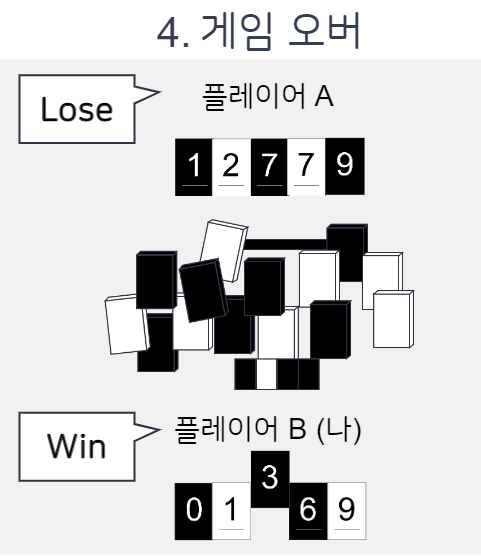 4. 게임 오버
Lose
플레이어 A
1 2 7 7 9
Win
플레이어 B (나)
3
0 1 6 9